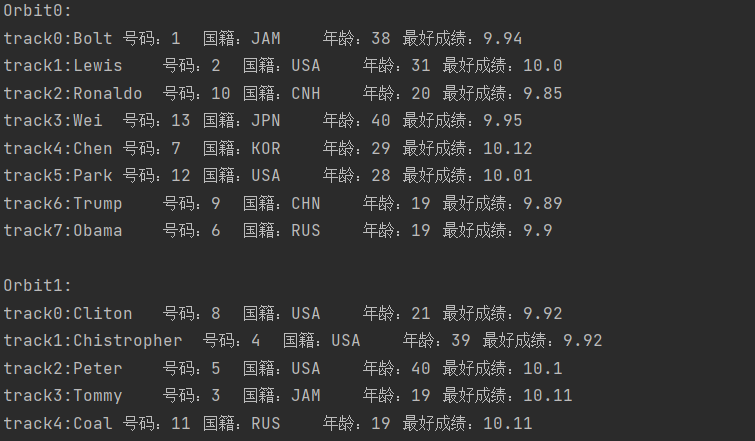 Orbit0:
track0:Bolt 号码：1 国籍：JAM 年龄：38 最好成绩：9.94
track1:Lewis 号码：2 国籍：USA 年龄：31 最好成绩：10.0
track2:Ronaldo 号码：10 国籍：CNH 年龄：20 最好成绩：9.85
track3:Wei 号码：13 国籍：JPN 年龄：40 最好成绩：9.95
track4:Chen 号码：7 国籍：KOR 年龄：29 最好成绩：10.12
track5:Park 号码：12 国籍：USA 年龄：28 最好成绩：10.01
track6:Trump 号码：9 国籍：CHN 年龄：19 最好成绩：9.89
track7:Obama 号码：6 国籍：RUS 年龄：19 最好成绩：9.9
Orbit1:
track0:Cliton 号码：8 国籍：USA 年龄：21 最好成绩：9.92
track1:Chistropher 号码：4 国籍：USA 年龄：39 最好成绩：9.92
track2:Peter 号码：5 国籍：USA 年龄：40 最好成绩：10.1
track3:Tommy 号码：3 国籍：JAM 年龄：19 最好成绩：10.11
track4:Coal 号码：11 国籍：RUS 年龄：19 最好成绩：10.11